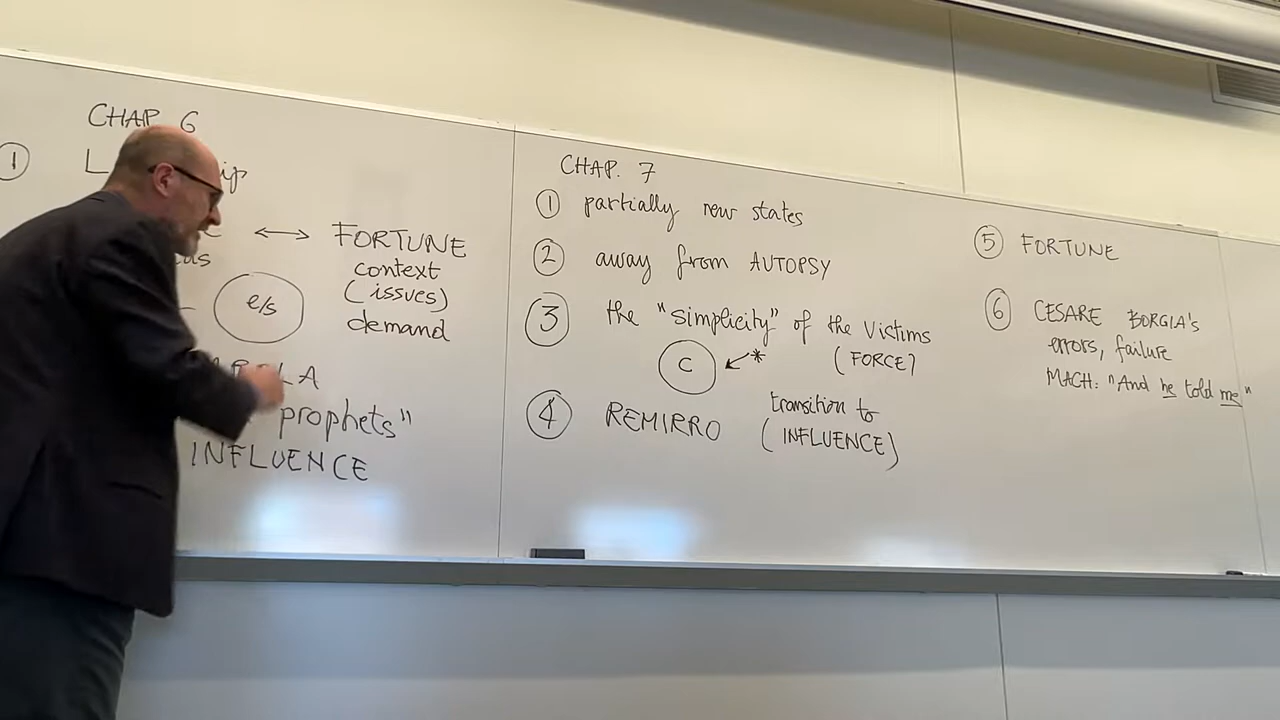 CHAP 6
①
↔ FORTUNE
context
(issues)
demand
e/s
prophets"
INFLUENCE
CHAP. 7
① partially new states
② away from AUTOPSY
③ the "simplicity" of the Victims
(FORCE)
C ↙*
④ REMIRRO
transition to
(INFLUENCE)
⑤ FORTUNE
⑥ CESARE BORGIA's
errors, failure
MACH: "And he told me"